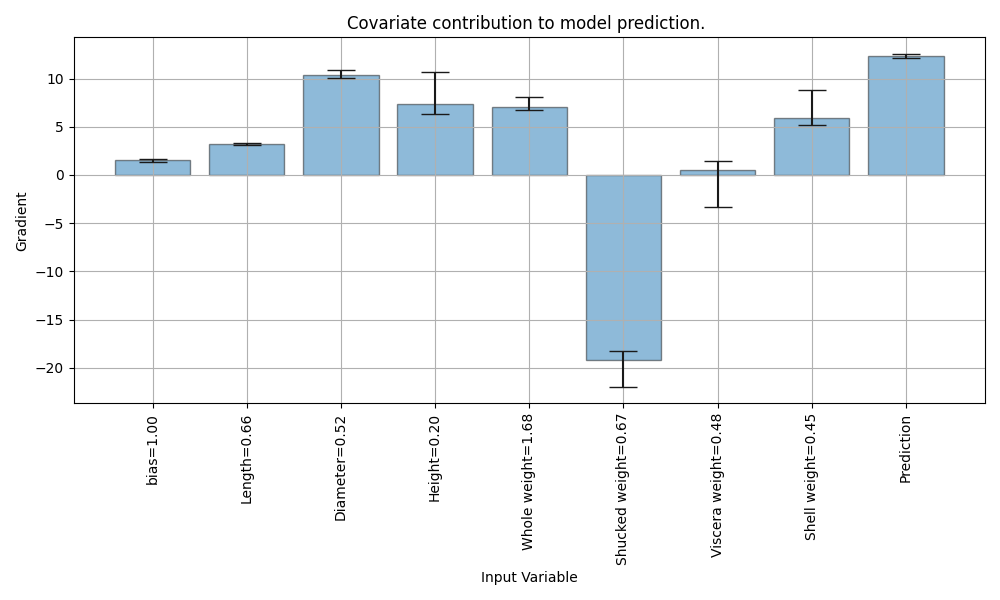 Covariate contribution to model prediction.
Gradient
10
5
0
−5
−10
−15
−20
bias=1.00
Length=0.66
Diameter=0.52
Height=0.20
Whole weight=1.68
Shucked weight=0.67
Viscera weight=0.48
Shell weight=0.45
Prediction
Input Variable